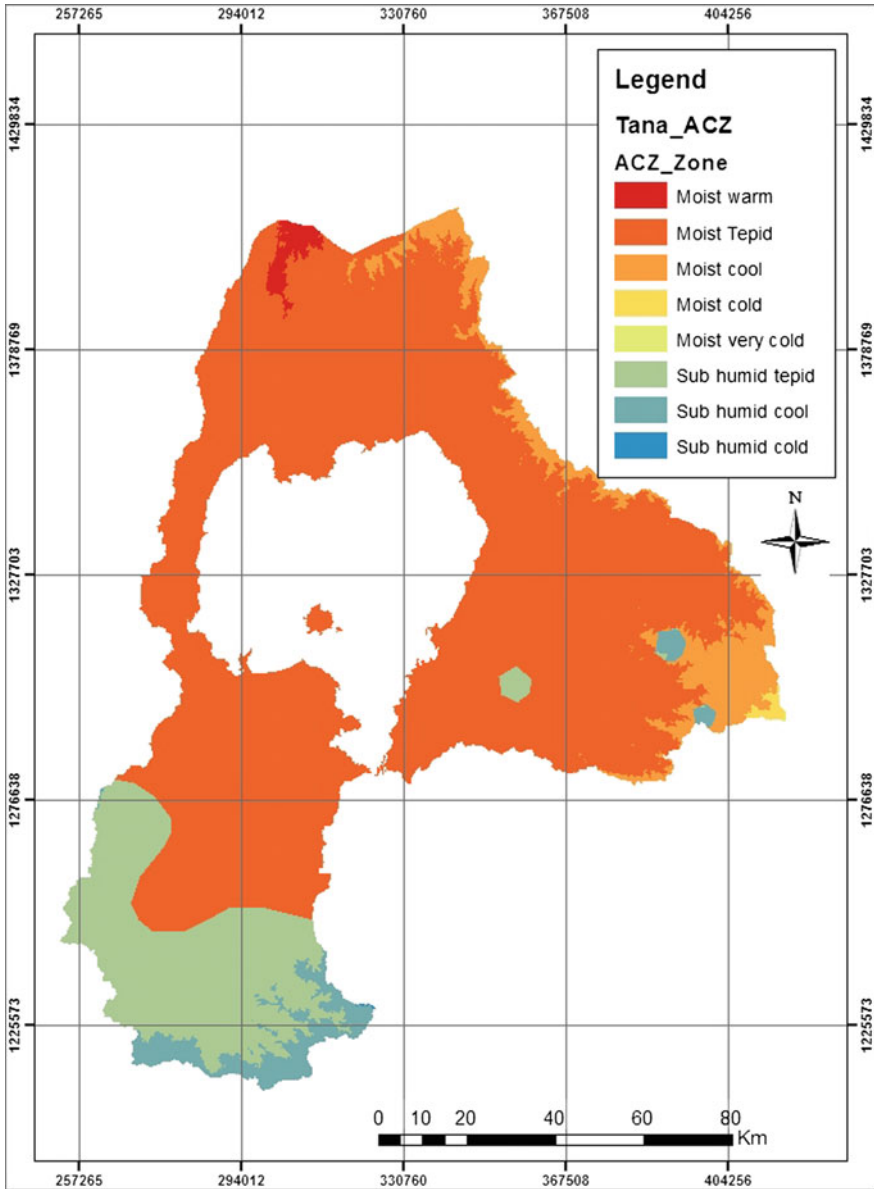 257265 294012 330760 367508 404256
Legend
Tana_ACZ
ACZ_Zone
Moist warm
Moist Tepid
Moist cool
Moist cold
Moist very cold
Sub humid tepid
Sub humid cool
Sub humid cold
N
1429834 1429834
1378769 1378769
1327703 1327703
1276638 1276638
1225573 1225573
0 10 20 40 60 80
Km
257265 294012 330760 367508 404256